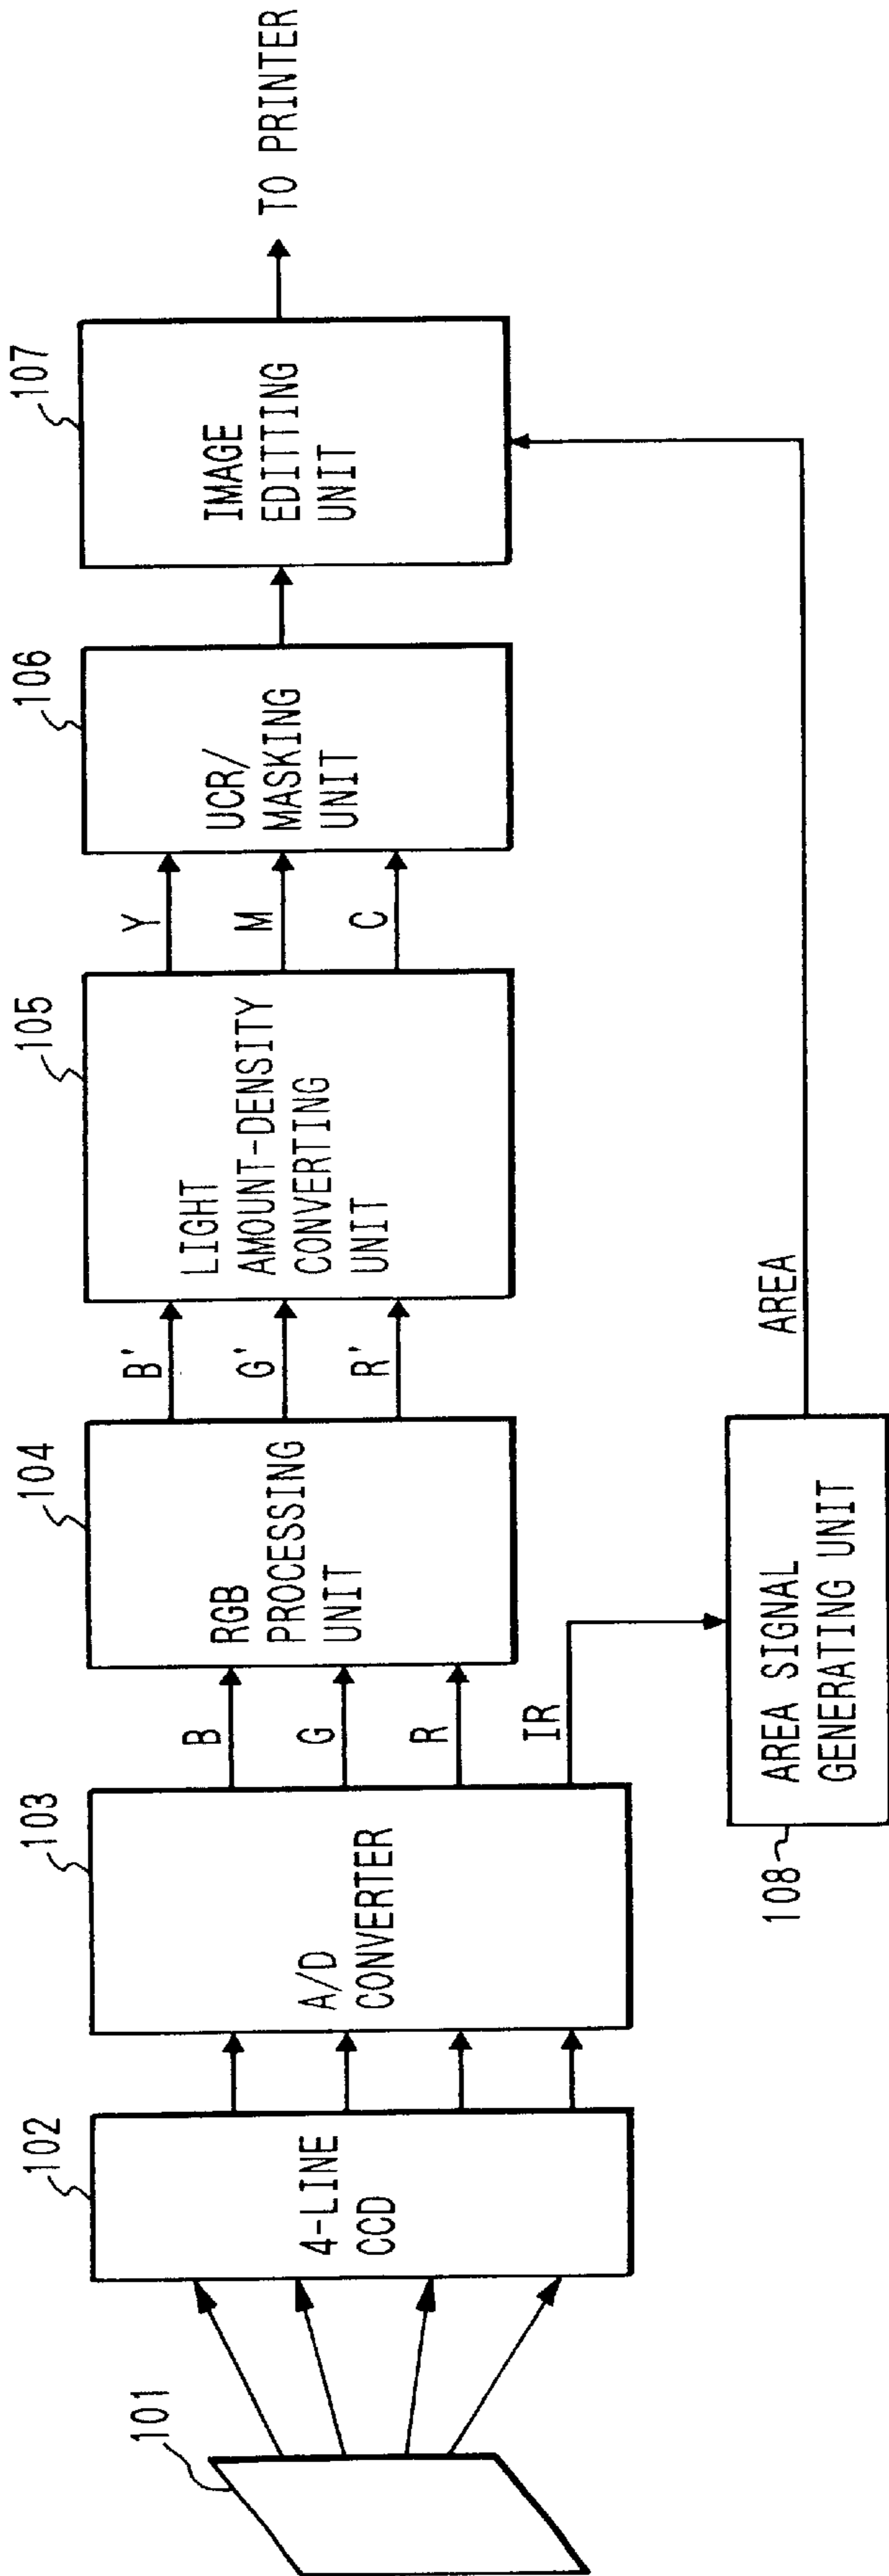 101
102
4-LINE
CCD
103
A/D
CONVERTER
B
G
R
IR
104
RGB
PROCESSING
UNIT
B'
G'
R'
105
LIGHT
AMOUNT-DENSITY
CONVERTING
UNIT
Y
M
C
106
UCR/
MASKING
UNIT
107
IMAGE
EDITTING
UNIT
TO PRINTER
108
AREA SIGNAL
GENERATING UNIT
AREA